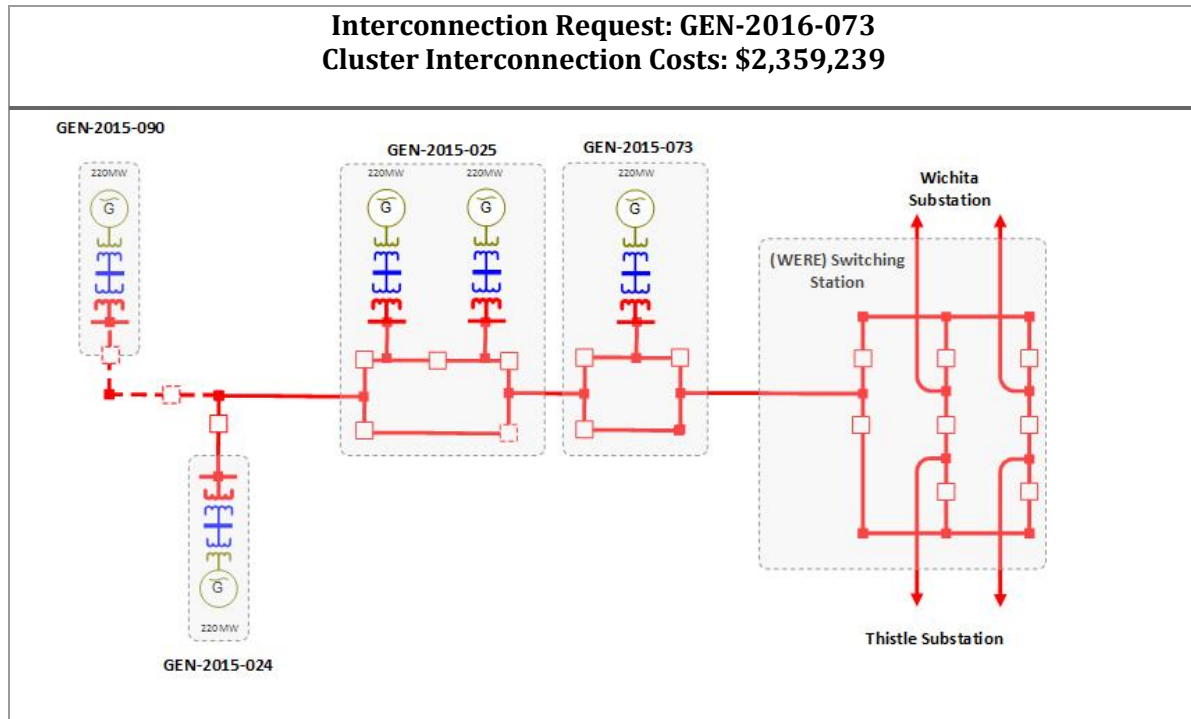 Interconnection Request: GEN-2016-073
Cluster Interconnection Costs: $2,359,239
GEN-2015-090
220MW
G
GEN-2015-025
220MW
220MW
G
G
GEN-2015-073
220MW
G
Wichita
Substation
(WERE) Switching
Station
G
220MW
GEN-2015-024
Thistle Substation